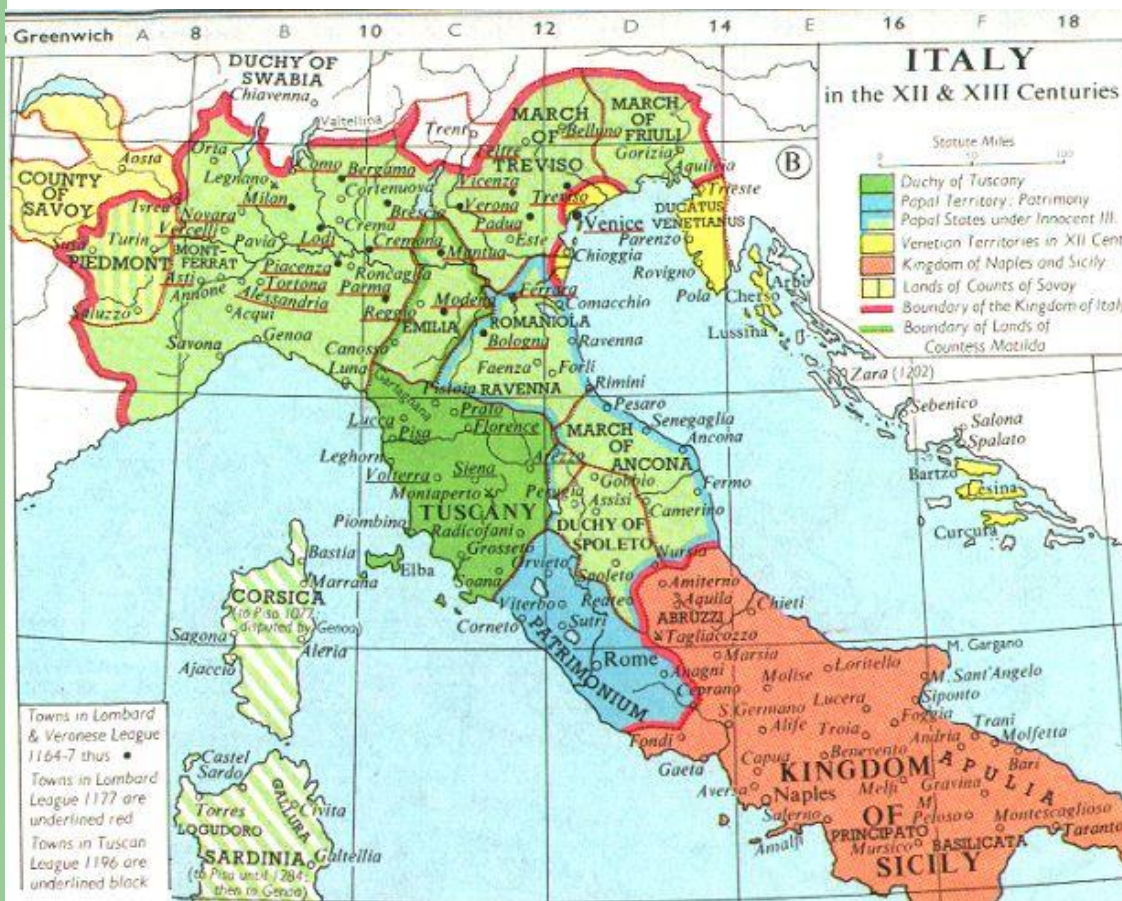 n Greenwich A 8 B 10 C 12 D 14 E 16 F 18
ITALY
in the XII & XIII Centuries
Statute Miles
0 50 100
B
Duchy of Tuscany
Papal Territory: Patrimony
Papal States under Innocent III.
Venetian Territories in XII Cent
Kingdom of Naples and Sicily
Lands of Counts of Savoy
Boundary of the Kingdom of Italy
Boundary of Lands of
Countess Matilda
DUCHY OF
SWABIA
Chiavenna
Valtellina
Trent
MARCH
OF
TREVISO
MARCH
OF
FRIULI
Belluno
Feltre
Gorizia
Aquileia
Trieste
COUNTY
OF
SAVOY
Aosta
Ivrea
Orta
Legnano
Como
Bergamo
Cortenuova
Milan
Brescia
Crema
Novara
Vercelli
Pavia
Lodi
Cremona
Vicenza
Verona
Padua
Treviso
Este
Mantua
Venice
Chioggia
DUCATUS
VENETIANUS
Parenzo
Rovigno
Pola
Cherso
Arbo
Lussina
Zara (1202)
Susa
Turin
PIEDMONT
MONT-
FERRAT
Asti
Annone
Saluzzo
Piacenza
Tortona
Alessandria
Acqui
Roncaglia
Parma
Reggio
Modena
EMILIA
Canossa
Ferrara
Comacchio
ROMANIOLA
Bologna
Ravenna
Faenza
Forli
RAVENNA
Rimini
Savona
Genoa
Luna
Garfagnana
Pistoia
Prato
Lucca
Florence
Pisa
Leghorn
Volterra
Siena
Arezzo
Montaperto
TUSCANY
Piombino
Radicofani
Grosseto
Elba
Soana
Pesaro
Senegaglia
Ancona
MARCH
OF
ANCONA
Gobbio
Fermo
Perugia
Assisi
Camerino
DUCHY OF
SPOLETO
Nursia
Orvieto
Spoleto
Viterbo
Reate
Corneto
Sutri
PATRIMONIUM
Rome
Anagni
Ceprano
Amiterno
Aquila
ABRUZZI
Chieti
Tagliacozzo
Marsia
Loritello
Molise
M. Gargano
M. Sant'Angelo
S. Germano
Lucera
Siponto
Foggia
Alife
Troia
Andria
Trani
Molfetta
Fondi
Gaeta
Capua
Benevento
Bari
KINGDOM
OF
SICILY
APULIA
Aversa
Naples
Melfi
Gravina
Salerno
M.
Peloso
Montescaglioso
PRINCIPATO
Mursico
BASILICATA
Taranto
Amalfi
Sebenico
Salona
Spalato
Bartzo
Lesina
Curcura
Bastia
Marrana
CORSICA
(to Pisa 1077
disputed by Genoa)
Sagona
Aleria
Ajaccio
Castel
Sardo
Torres
Civita
GALLURA
LOGUDORO
SARDINIA
Galtellia
(to Pisa until 1284:
then to Genoa)
Towns in Lombard
& Veronese League
1164-7 thus •
Towns in Lombard
League 1177 are
underlined red
Towns in Tuscan
League 1196 are
underlined black